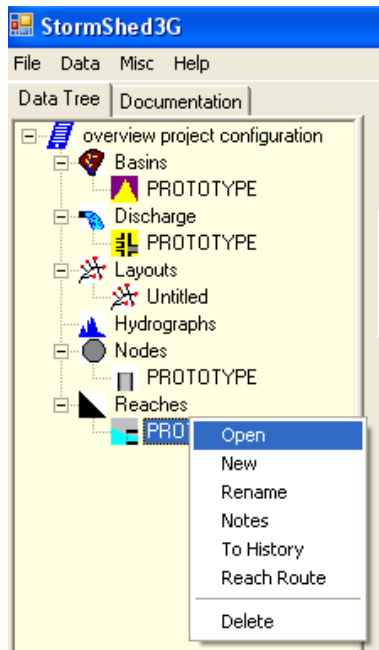 StormShed3G
File Data Misc Help
Data Tree Documentation
overview project configuration
Basins
PROTOTYPE
Discharge
PROTOTYPE
Layouts
Untitled
Hydrographs
Nodes
PROTOTYPE
Reaches
PROT
Open
New
Rename
Notes
To History
Reach Route
Delete